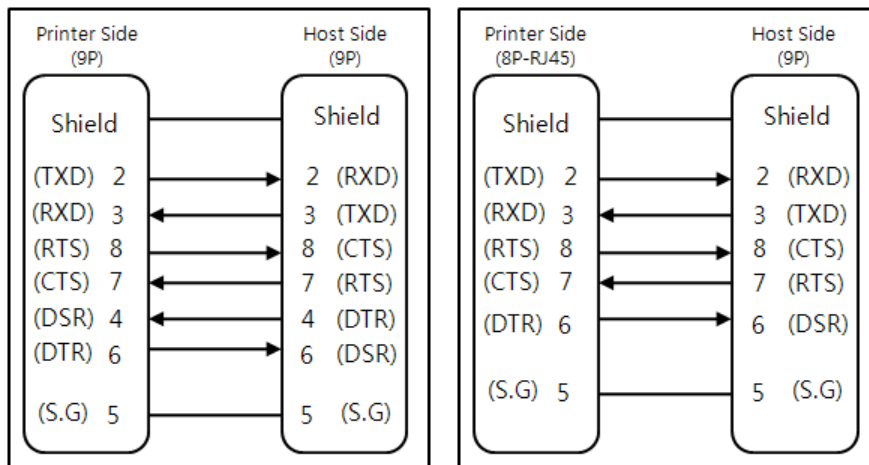 Printer Side
(9P)
Host Side
(9P)
Shield
Shield
(TXD) 2
2 (RXD)
(RXD) 3
3 (TXD)
(RTS) 8
8 (CTS)
(CTS) 7
7 (RTS)
(DSR) 4
4 (DTR)
(DTR) 6
6 (DSR)
(S.G) 5
5 (S.G)
Printer Side
(8P-RJ45)
Host Side
(9P)
Shield
Shield
(TXD) 2
2 (RXD)
(RXD) 3
3 (TXD)
(RTS) 8
8 (CTS)
(CTS) 7
7 (RTS)
(DTR) 6
6 (DSR)
(S.G) 5
5 (S.G)